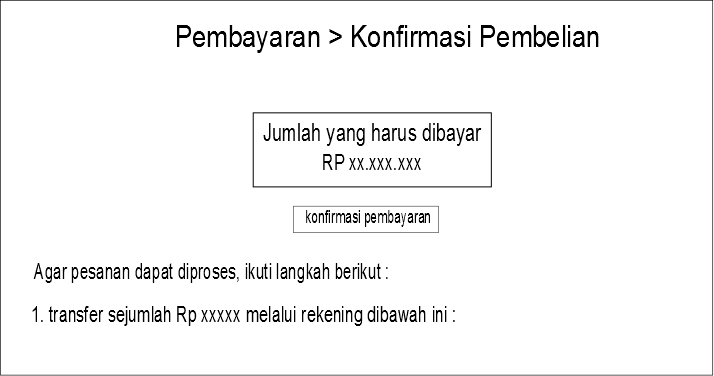 Pembayaran > Konfirmasi Pembelian
Jumlah yang harus dibayar
RP xx.xxx.xxx
konfirmasi pembayaran
Agar pesanan dapat diproses, ikuti langkah berikut :
1. transfer sejumlah Rp xxxxx melalui rekening dibawah ini :